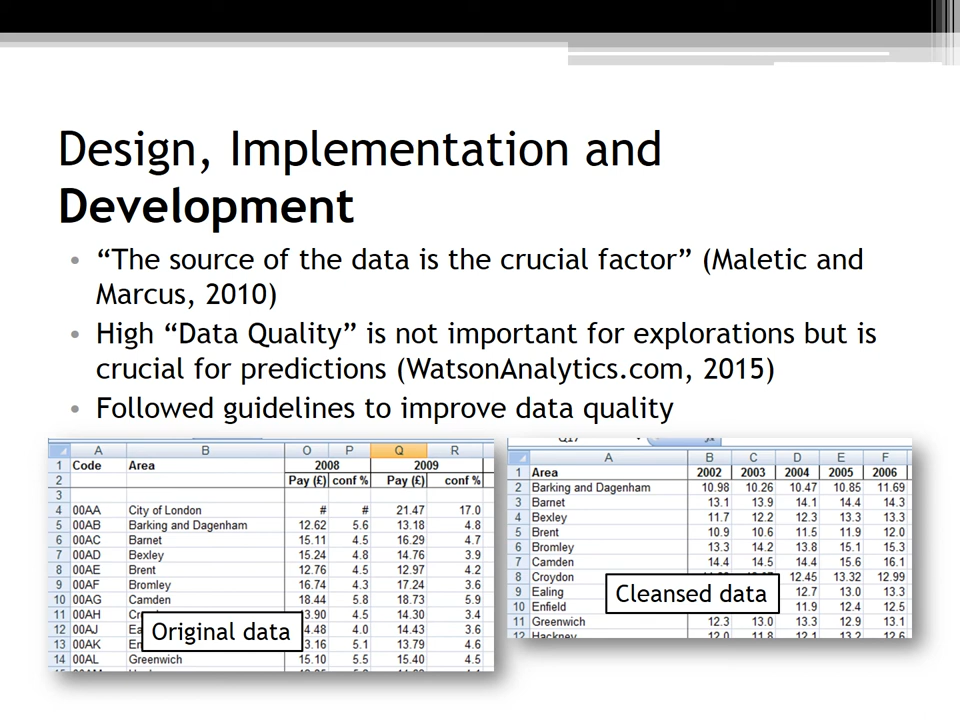 Design, Implementation and
Development
• “The source of the data is the crucial factor” (Maletic and
Marcus, 2010)
• High “Data Quality” is not important for explorations but is
crucial for predictions (WatsonAnalytics.com, 2015)
• Followed guidelines to improve data quality
A B O P Q R
1 Code Area 2008 2009
2 Pay (£) conf % Pay (£) conf %
3
4 00AA City of London # # 21.47 17.0
5 00AB Barking and Dagenham 12.62 5.6 13.18 4.8
6 00AC Barnet 15.11 4.5 16.29 4.7
7 00AD Bexley 15.24 4.8 14.76 3.9
8 00AE Brent 12.76 4.5 12.97 4.2
9 00AF Bromley 16.74 4.3 17.24 3.6
10 00AG Camden 18.44 5.8 18.73 5.9
11 00AH 4.5 14.30 3.4
12 00AJ 4.0 14.43 3.6
13 00AK 5.1 13.79 4.6
14 00AL Greenwich 15.10 5.5 15.40 4.5
Original data
A B C D E F
1 Area 2002 2003 2004 2005 2006
2 Barking and Dagenham 10.98 10.26 10.47 10.85 11.69
3 Barnet 13.1 13.9 14.1 14.4 14.3
4 Bexley 11.7 12.2 12.3 13.3 13.3
5 Brent 10.9 10.6 11.5 11.9 12.0
6 Bromley 13.3 14.2 13.8 15.1 15.3
7 Camden 14.4 14.5 14.4 15.6 16.1
8 Croydon 12.45 13.32 12.99
9 Ealing 12.7 13.0 13.3
10 Enfield 11.9 12.4 12.5
11 Greenwich 12.3 13.0 13.3 12.9 13.1
12 Hackney 12.0 11.8 12.1 13.2 12.6
Cleansed data